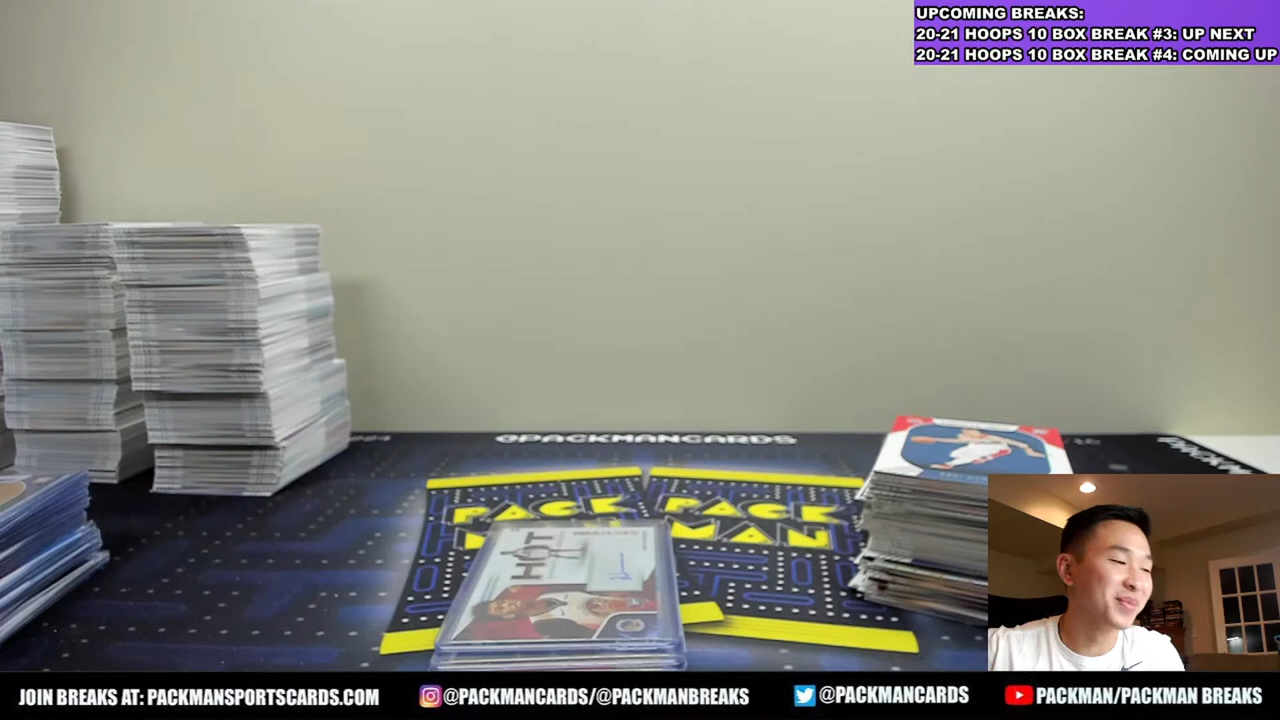 UPCOMING BREAKS:
20-21 HOOPS 10 BOX BREAK #3: UP NEXT
20-21 HOOPS 10 BOX BREAK #4: COMING UP
@PACKMANCARDS
PACK PACK
MAN
HOT
JOIN BREAKS AT: PACKMANSPORTSCARDS.COM
@PACKMANCARDS/@PACKMANBREAKS
@PACKMANCARDS
PACKMAN/PACKMAN BREAKS